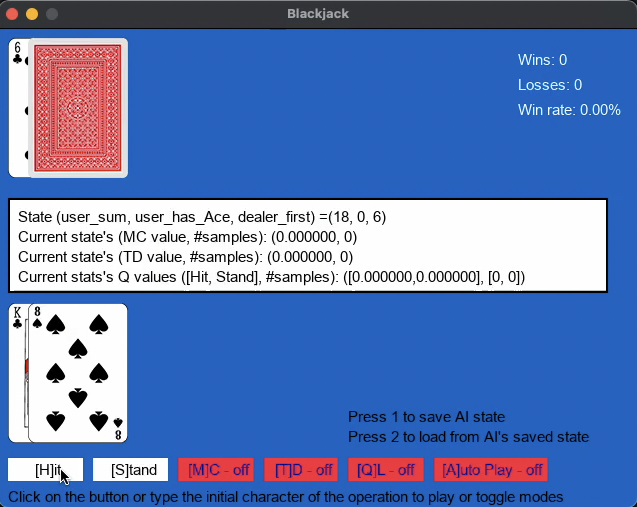 Blackjack
6
Wins: 0
Losses: 0
Win rate: 0.00%
State (user_sum, user_has_Ace, dealer_first) =(18, 0, 6)
Current state's (MC value, #samples): (0.000000, 0)
Current state's (TD value, #samples): (0.000000, 0)
Current stats's Q values ([Hit, Stand], #samples): ([0.000000,0.000000], [0, 0])
K 8
8
Press 1 to save AI state
Press 2 to load from AI's saved state
[H]it [S]tand [M]C - off [T]D - off [Q]L - off [A]uto Play - off
Click on the button or type the initial character of the operation to play or toggle modes